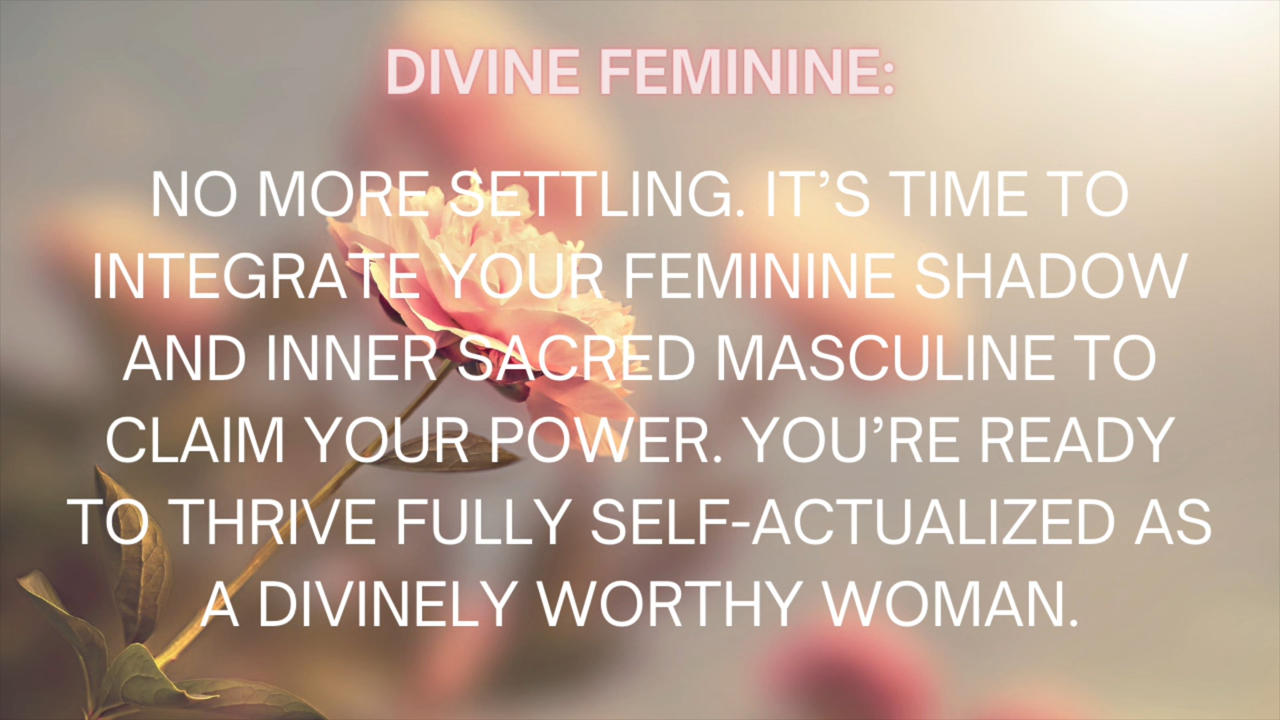 DIVINE FEMININE:
NO MORE SETTLING. IT’S TIME TO
INTEGRATE YOUR FEMININE SHADOW
AND INNER SACRED MASCULINE TO
CLAIM YOUR POWER. YOU’RE READY
TO THRIVE FULLY SELF-ACTUALIZED AS
A DIVINELY WORTHY WOMAN.